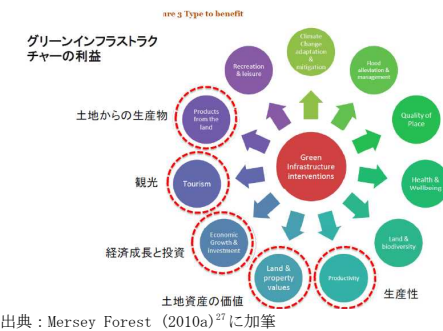 ure 3 Type to benefit
グリーンインフラストラク
チャーの利益
Climate
Change
adaptation
&
mitigation
Recreation
& leisure
Flood
alleviation &
management
土地からの生産物
Products
from the
land
Quality of
Place
Green
Infrastructure
interventions
観光
Tourism
Health &
Wellbeing
経済成長と投資
Economic
Growth &
investment
Land &
biodiversity
Land &
property
values
Productivity
土地資産の価値
生産性
出典：Mersey Forest (2010a)27に加筆